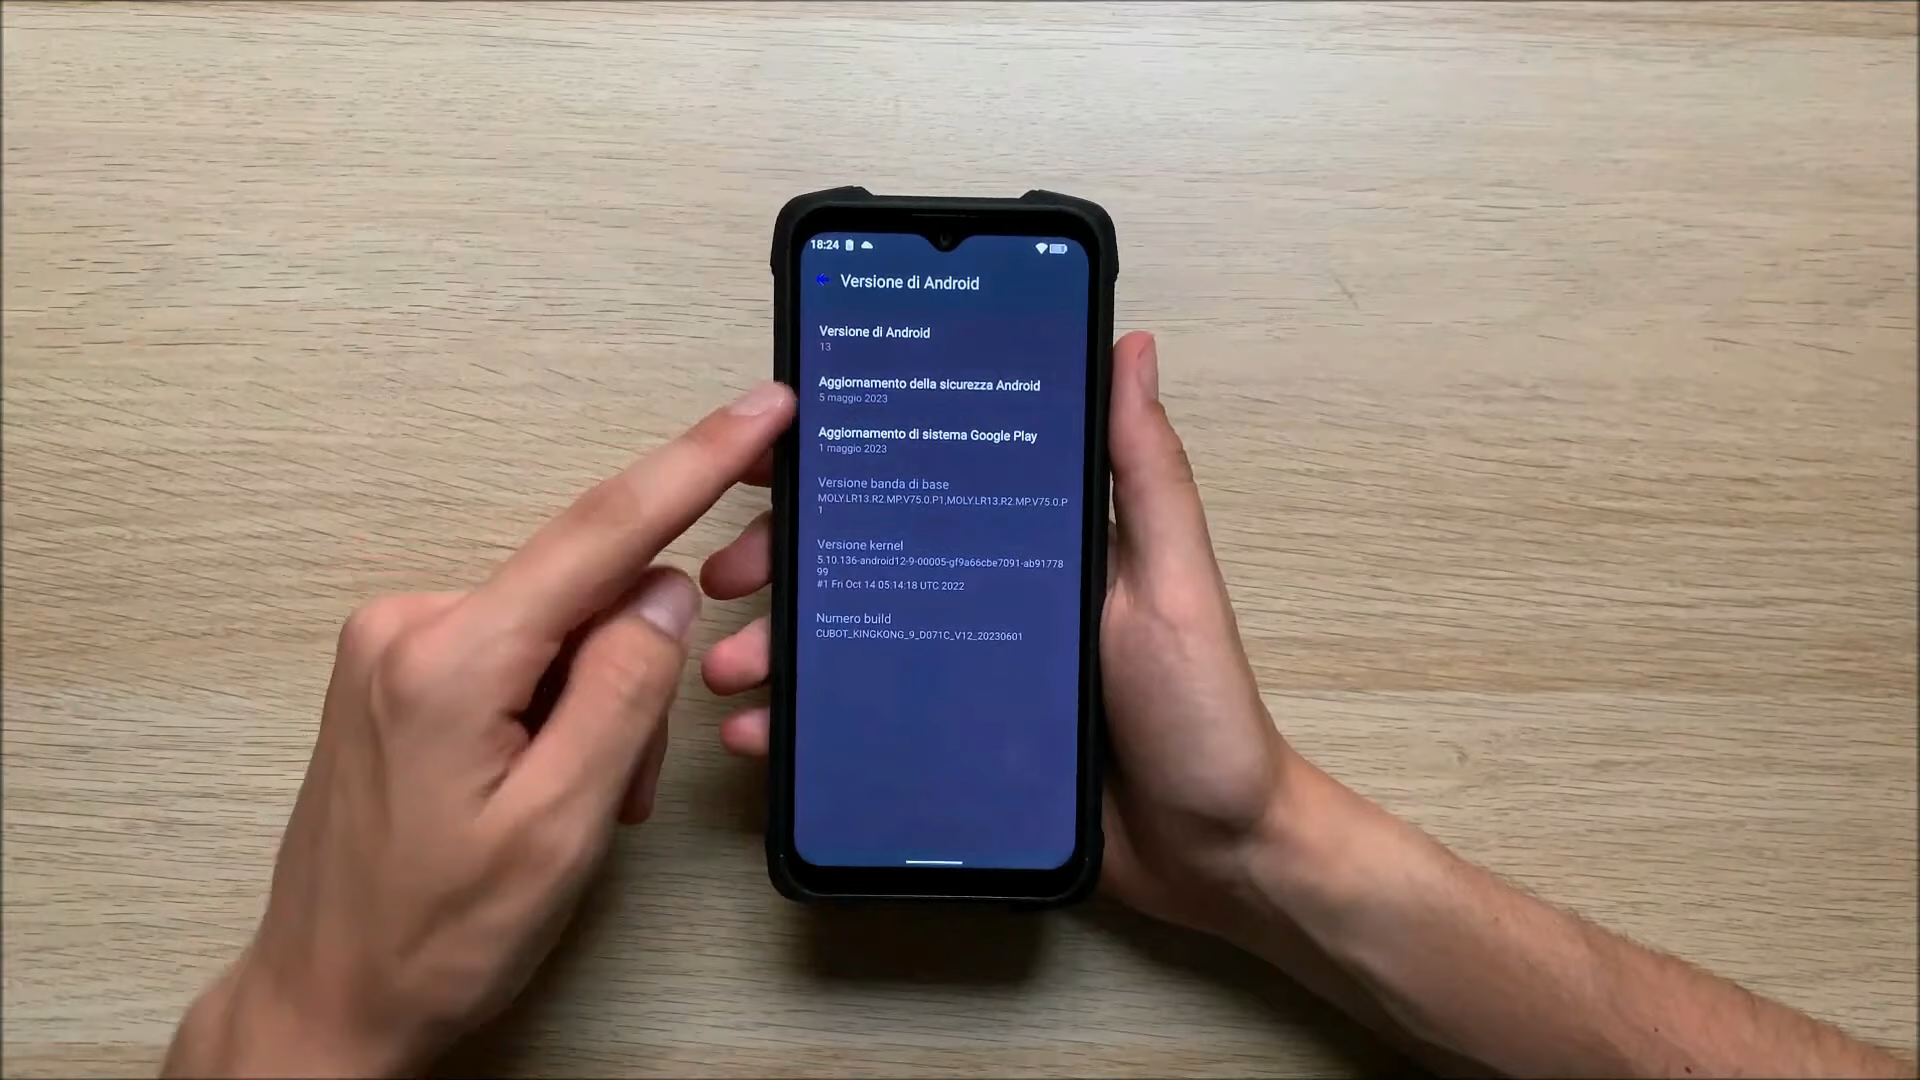 18:24
Versione di Android
Versione di Android
13
Aggiornamento della sicurezza Android
5 maggio 2023
Aggiornamento di sistema Google Play
1 maggio 2023
Versione banda di base
MOLY.LR13.R2.MP.V75.0.P1,MOLY.LR13.R2.MP.V75.0.P
1
Versione kernel
5.10.136-android12-9-00005-gf9a66cbe7091-ab91778
99
#1 Fri Oct 14 05:14:18 UTC 2022
Numero build
CUBOT_KINGKONG_9_D071C_V12_20230601